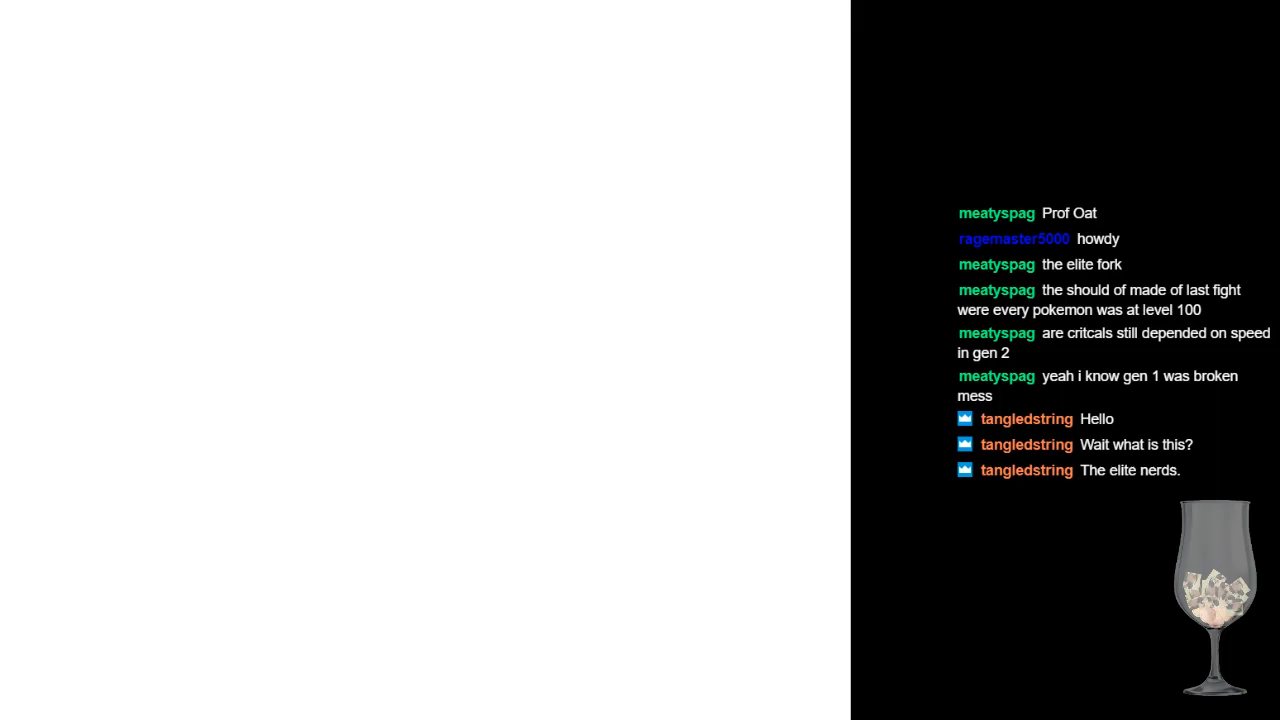 meatyspag Prof Oat
ragemaster5000 howdy
meatyspag the elite fork
meatyspag the should of made of last fight
were every pokemon was at level 100
meatyspag are critcals still depended on speed
in gen 2
meatyspag yeah i know gen 1 was broken
mess
tangledstring Hello
tangledstring Wait what is this?
tangledstring The elite nerds.